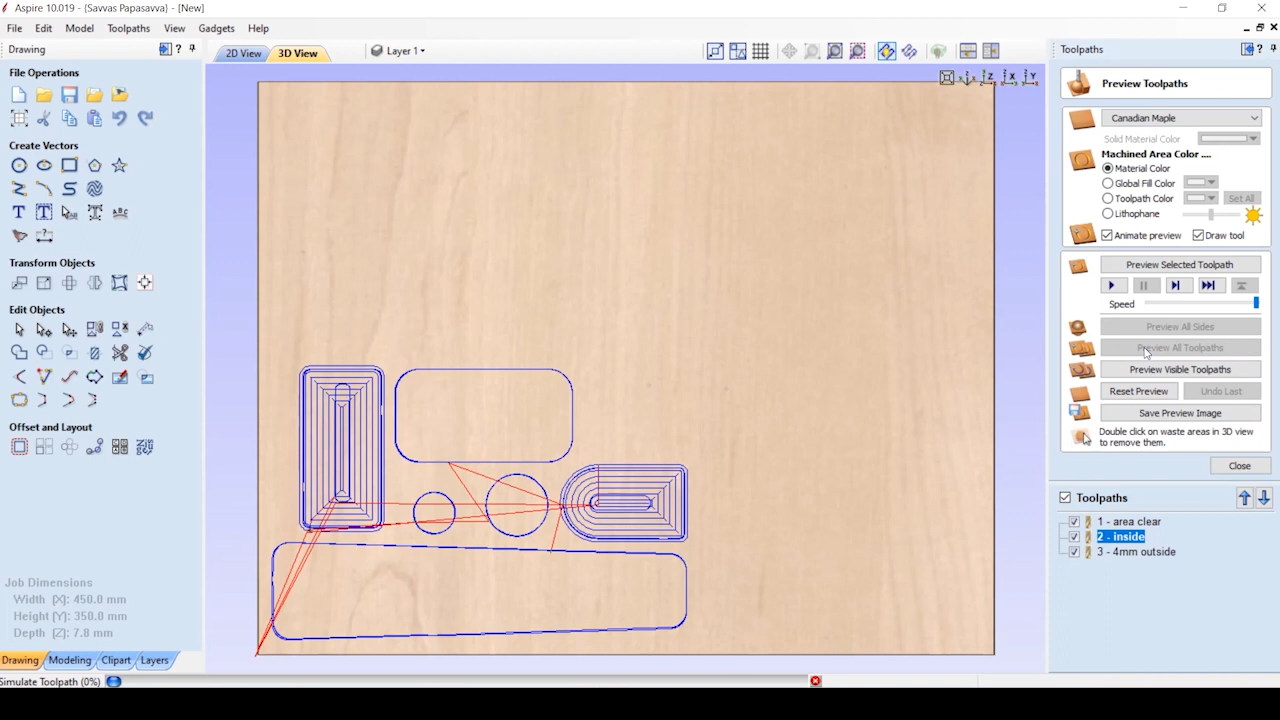 Aspire 10.019 - {Savvas Papasavva} - [New]
File Edit Model Toolpaths View Gadgets Help
Drawing
2D View 3D View Layer 1
Toolpaths
File Operations
Create Vectors
Transform Objects
Edit Objects
Offset and Layout
Job Dimensions
Width (X): 450.0 mm
Height (Y): 350.0 mm
Depth (Z): 7.8 mm
Drawing Modeling Clipart Layers
Simulate Toolpath (0%)
Z X Y
Preview Toolpaths
Canadian Maple
Solid Material Color
Machined Area Color ....
Material Color
Global Fill Color
Toolpath Color Set All
Lithophane
Animate preview Draw tool
Preview Selected Toolpath
Speed
Preview All Sides
Preview All Toolpaths
Preview Visible Toolpaths
Reset Preview Undo Last
Save Preview Image
Double click on waste areas in 3D view
to remove them.
Close
Toolpaths
1 - area clear
2 - inside
3 - 4mm outside